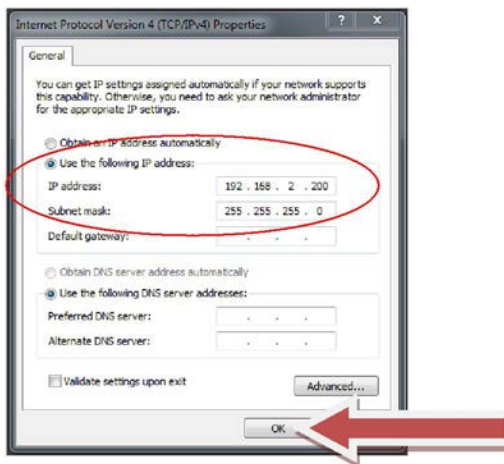 Internet Protocol Version 4 (TCP/IPv4) Properties
General
You can get IP settings assigned automatically if your network supports
this capability. Otherwise, you need to ask your network administrator
for the appropriate IP settings.
Obtain an IP address automatically
Use the following IP address:
IP address: 192 . 168 . 2 . 200
Subnet mask: 255 . 255 . 255 . 0
Default gateway: . . .
Obtain DNS server address automatically
Use the following DNS server addresses:
Preferred DNS server: . . .
Alternate DNS server: . . .
Validate settings upon exit
Advanced...
OK